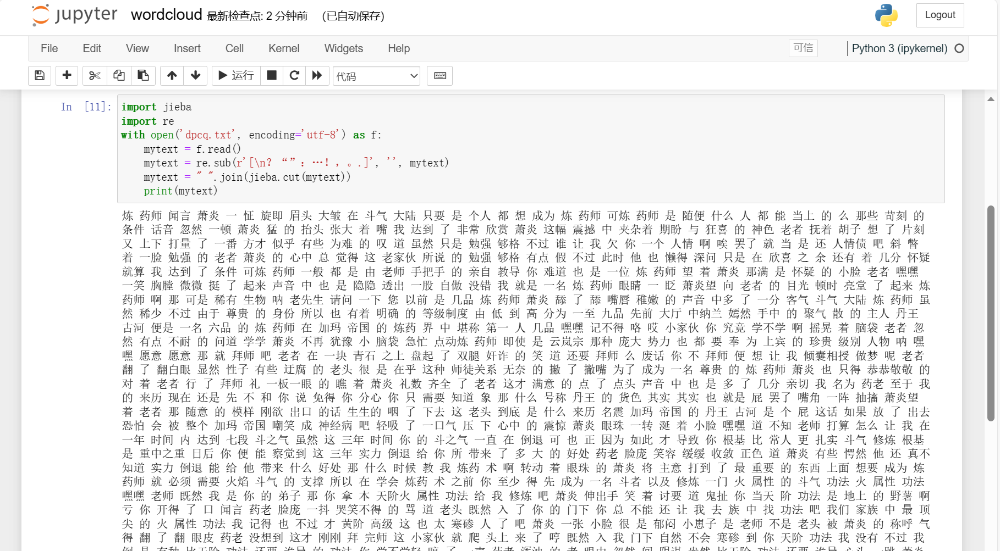 jupyter wordcloud 最新检查点: 2 分钟前 (已自动保存)
Logout
File Edit View Insert Cell Kernel Widgets Help
可信 Python 3 (ipykernel)
运行 代码
In [11]: import jieba
import re
with open('dpcq.txt', encoding='utf-8') as f:
mytext = f.read()
mytext = re.sub(r'[\n？“”：…！，。.]', '', mytext)
mytext = " ".join(jieba.cut(mytext))
print(mytext)
炼 药师 闻言 萧炎 一 怔 旋即 眉头 大皱 在 斗气 大陆 只要 是 个人 都 想 成为 炼 药师 可炼 药师 是 随便 什么 人 都 能 当上 的 么 那些 苛刻 的
条件 话音 忽然 一顿 萧炎 猛 的 抬头 张大 着 嘴 我 达到 了 非常 欣赏 萧炎 这幅 震撼 中 夹杂着 期盼 与 狂喜 的 神色 老者 抚着 胡子 想 了 片刻
又 上下 打量 了 一番 方才 似乎 有些 为难 的 叹 道 虽然 只是 勉强 够格 不过 谁 让 我 欠 你 一个 人情 啊 唉 罢了 就 当 是 还 人情债 吧 斜 瞥
着 一脸 勉强 的 老者 萧炎 的 心中 总 觉得 这 老家伙 所说 的 勉强 够格 有点 假 不过 此时 他 也 懒得 深问 只是 在 欣喜 之 余 还有 着 几分 怀疑
就算 我 达到 了 条件 可炼 药师 一般 都 是 由 老师 手把手 的 亲自 教导 你 难道 也 是 一位 炼 药师 望 着 萧炎 那满 是 怀疑 的 小脸 老者 嘿嘿
一笑 胸膛 微微 挺 了 起来 声音 中 也 是 隐隐 透出 一股 自傲 没错 我 就是 一名 炼 药师 眼睛 一 眨 萧炎望 向 老者 的 目光 顿时 亮堂 了 起来 炼
药师 啊 那 可是 稀有 生物 呐 老先生 请问 一下 您 以前 是 几品 炼 药师 萧炎 舔 了 舔 嘴唇 稚嫩 的 声音 中多 了 一分 客气 斗气 大陆 炼 药师 虽
然 稀少 不过 由于 尊贵 的 身份 所以 也 有着 明确 的 等级制度 由 低 到 高 分为 一至 九品 先前 大厅 中纳兰 嫣然 手中 的 聚气 散 的 主人 丹王
古河 便是 一名 六品 的 炼 药师 在 加玛 帝国 的 炼药 界 中 堪称 第一 人 几品 嘿嘿 记不得 咯 哎 小家伙 你 究竟 学不学 啊 摇晃 着 脑袋 老者 忽
然 有点 不耐 的 问道 学学 萧炎 不再 犹豫 小 脑袋 急忙 点动炼 药师 即使 是 云岚宗 那种 庞大 势力 也 都 要 奉 为 上宾 的 珍贵 级别 人物 呐 嘿
嘿 愿意 愿意 那 就 拜师 吧 老者 在 一块 青石 之上 盘起 了 双腿 奸诈 的 笑 道 还要 拜师 么 废话 你 不 拜师 便 想 让 我 倾囊相授 做梦 呢 老者
翻 了 翻白眼 显然 性子 有些 迂腐 的 老头 很 是 在乎 这种 师徒关系 无奈 的 撇 了 撇嘴 为了 成为 一名 尊贵 的 炼 药师 萧炎 也 只得 恭恭敬敬 的
对 着 老者 行 了 拜师 礼 一板一眼 的 瞧 着 萧炎 礼数 齐全 了 老者 这才 满意 的 点 了 点头 声音 中 也 是 多 了 几分 亲切 我 名为 药老 至于 我
的 来历 现在 还是 先 不 和 你 说 免得 你 分心 你 只 需要 知道 象 那 什么 号称 丹王 的 货色 其实 其实 也 就是 屁 罢了 嘴角 一阵 抽搐 萧炎望
着 老者 那 随意 的 模样 刚欲 出口 的话 生生的 咽 了 下去 这 老头 到底 是 什么 来历 名震 加玛 帝国 的 丹王 古河 是 个 屁 这话 如果 放 了 出去
恐怕 会 被 整个 加玛 帝国 嘲笑 成 神经病 吧 轻吸 了 一口气 压 下 心中 的 震惊 萧炎 眼珠 一转 涎 着 小脸 嘿嘿 道 不知 老师 打算 怎么 让 我 在
一年 时间 内 达到 七段 斗之气 虽然 这 三年 时间 你 的 斗之气 一直 在 倒退 可 也 正 因为 如此 才 导致 你 根基 比 常人 更 扎实 斗气 修炼 根基
是 重中之重 日后 你 便 能 察觉到 这 三年 实力 倒退 给 你 所 带来 了 多 大 的 好处 药老 脸庞 笑容 缓缓 收敛 正色 道 萧炎 有些 愕然 他 还 真不
知道 实力 倒退 能 给 他 带来 什么 好处 那 什么 时候 教 我 炼药 术 啊 转动 着 眼珠 的 萧炎 将 主意 打到 了 最 重要 的 东西 上面 想要 成为 炼
药师 就 必须 需要 火焰 斗气 的 支撑 所以 在 学会 炼药 术 之前 你 至少 得 先 成为 一名 斗者 以及 修炼 一门 火 属性 的 斗气 功法 火 属性 功法
嘿嘿 老师 既然 我 是 你 的 弟子 那 你 拿 本 天阶火 属性 功法 给 我 修炼 吧 萧炎 伸出手 笑 着 讨要 道 鬼扯 你 当天 阶 功法 是 地上 的 野薯 啊
亏 你 开得 了 口 闻言 药老 脸庞 一抖 哭笑不得 的 骂 道 老头 既然 入 了 你 的 门下 你 总 不能 还 让 我 去 族 中 找 功法 吧 我们 家族 中 最 顶
尖 的 火 属性 功法 我 记得 也 不过 才 黄阶 高级 这 也 太 寒碜 人 了 吧 萧炎 一张 小脸 很 是 郁闷 小崽子 是 老师 不是 老头 被 萧炎 的 称呼 气
得 翻 了 翻 眼皮 药老 没想到 这才 刚刚 拜 完师 这 小家伙 就 爬 头上 来 了 哼 既然 入 我 门下 自然 不会 寒碜 到 你 天阶 功法 我 没有 不过 我